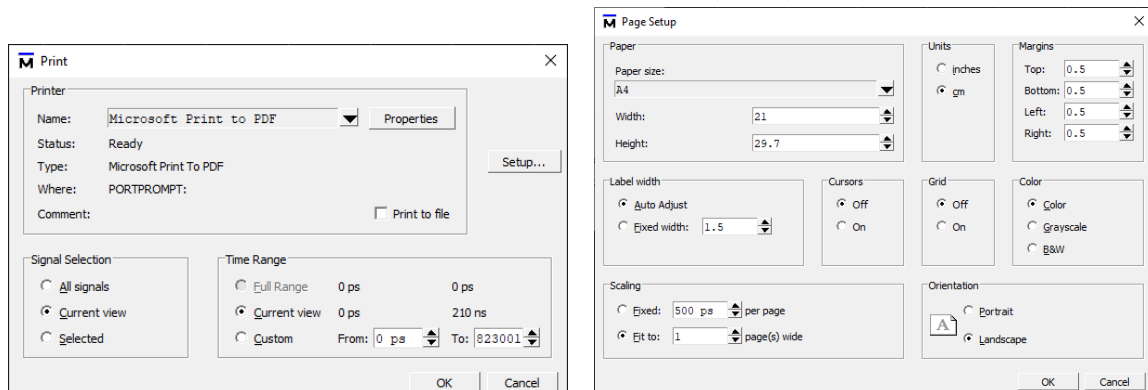 Print
Printer
Name: Microsoft Print to PDF Properties
Status: Ready
Type: Microsoft Print To PDF
Where: PORTPROMPT:
Comment: Print to file
Setup...
Signal Selection
All signals
Current view
Selected
Time Range
Full Range 0 ps 0 ps
Current view 0 ps 210 ns
Custom From: 0 ps To: 823001
OK Cancel
Page Setup
Paper
Paper size:
A4
Width: 21
Height: 29.7
Units
inches
cm
Margins
Top: 0.5
Bottom: 0.5
Left: 0.5
Right: 0.5
Label width
Auto Adjust
Fixed width: 1.5
Cursors
Off
On
Grid
Off
On
Color
Color
Grayscale
B&W
Scaling
Fixed: 500 ps per page
Fit to: 1 page(s) wide
Orientation
A
Portrait
Landscape
OK Cancel